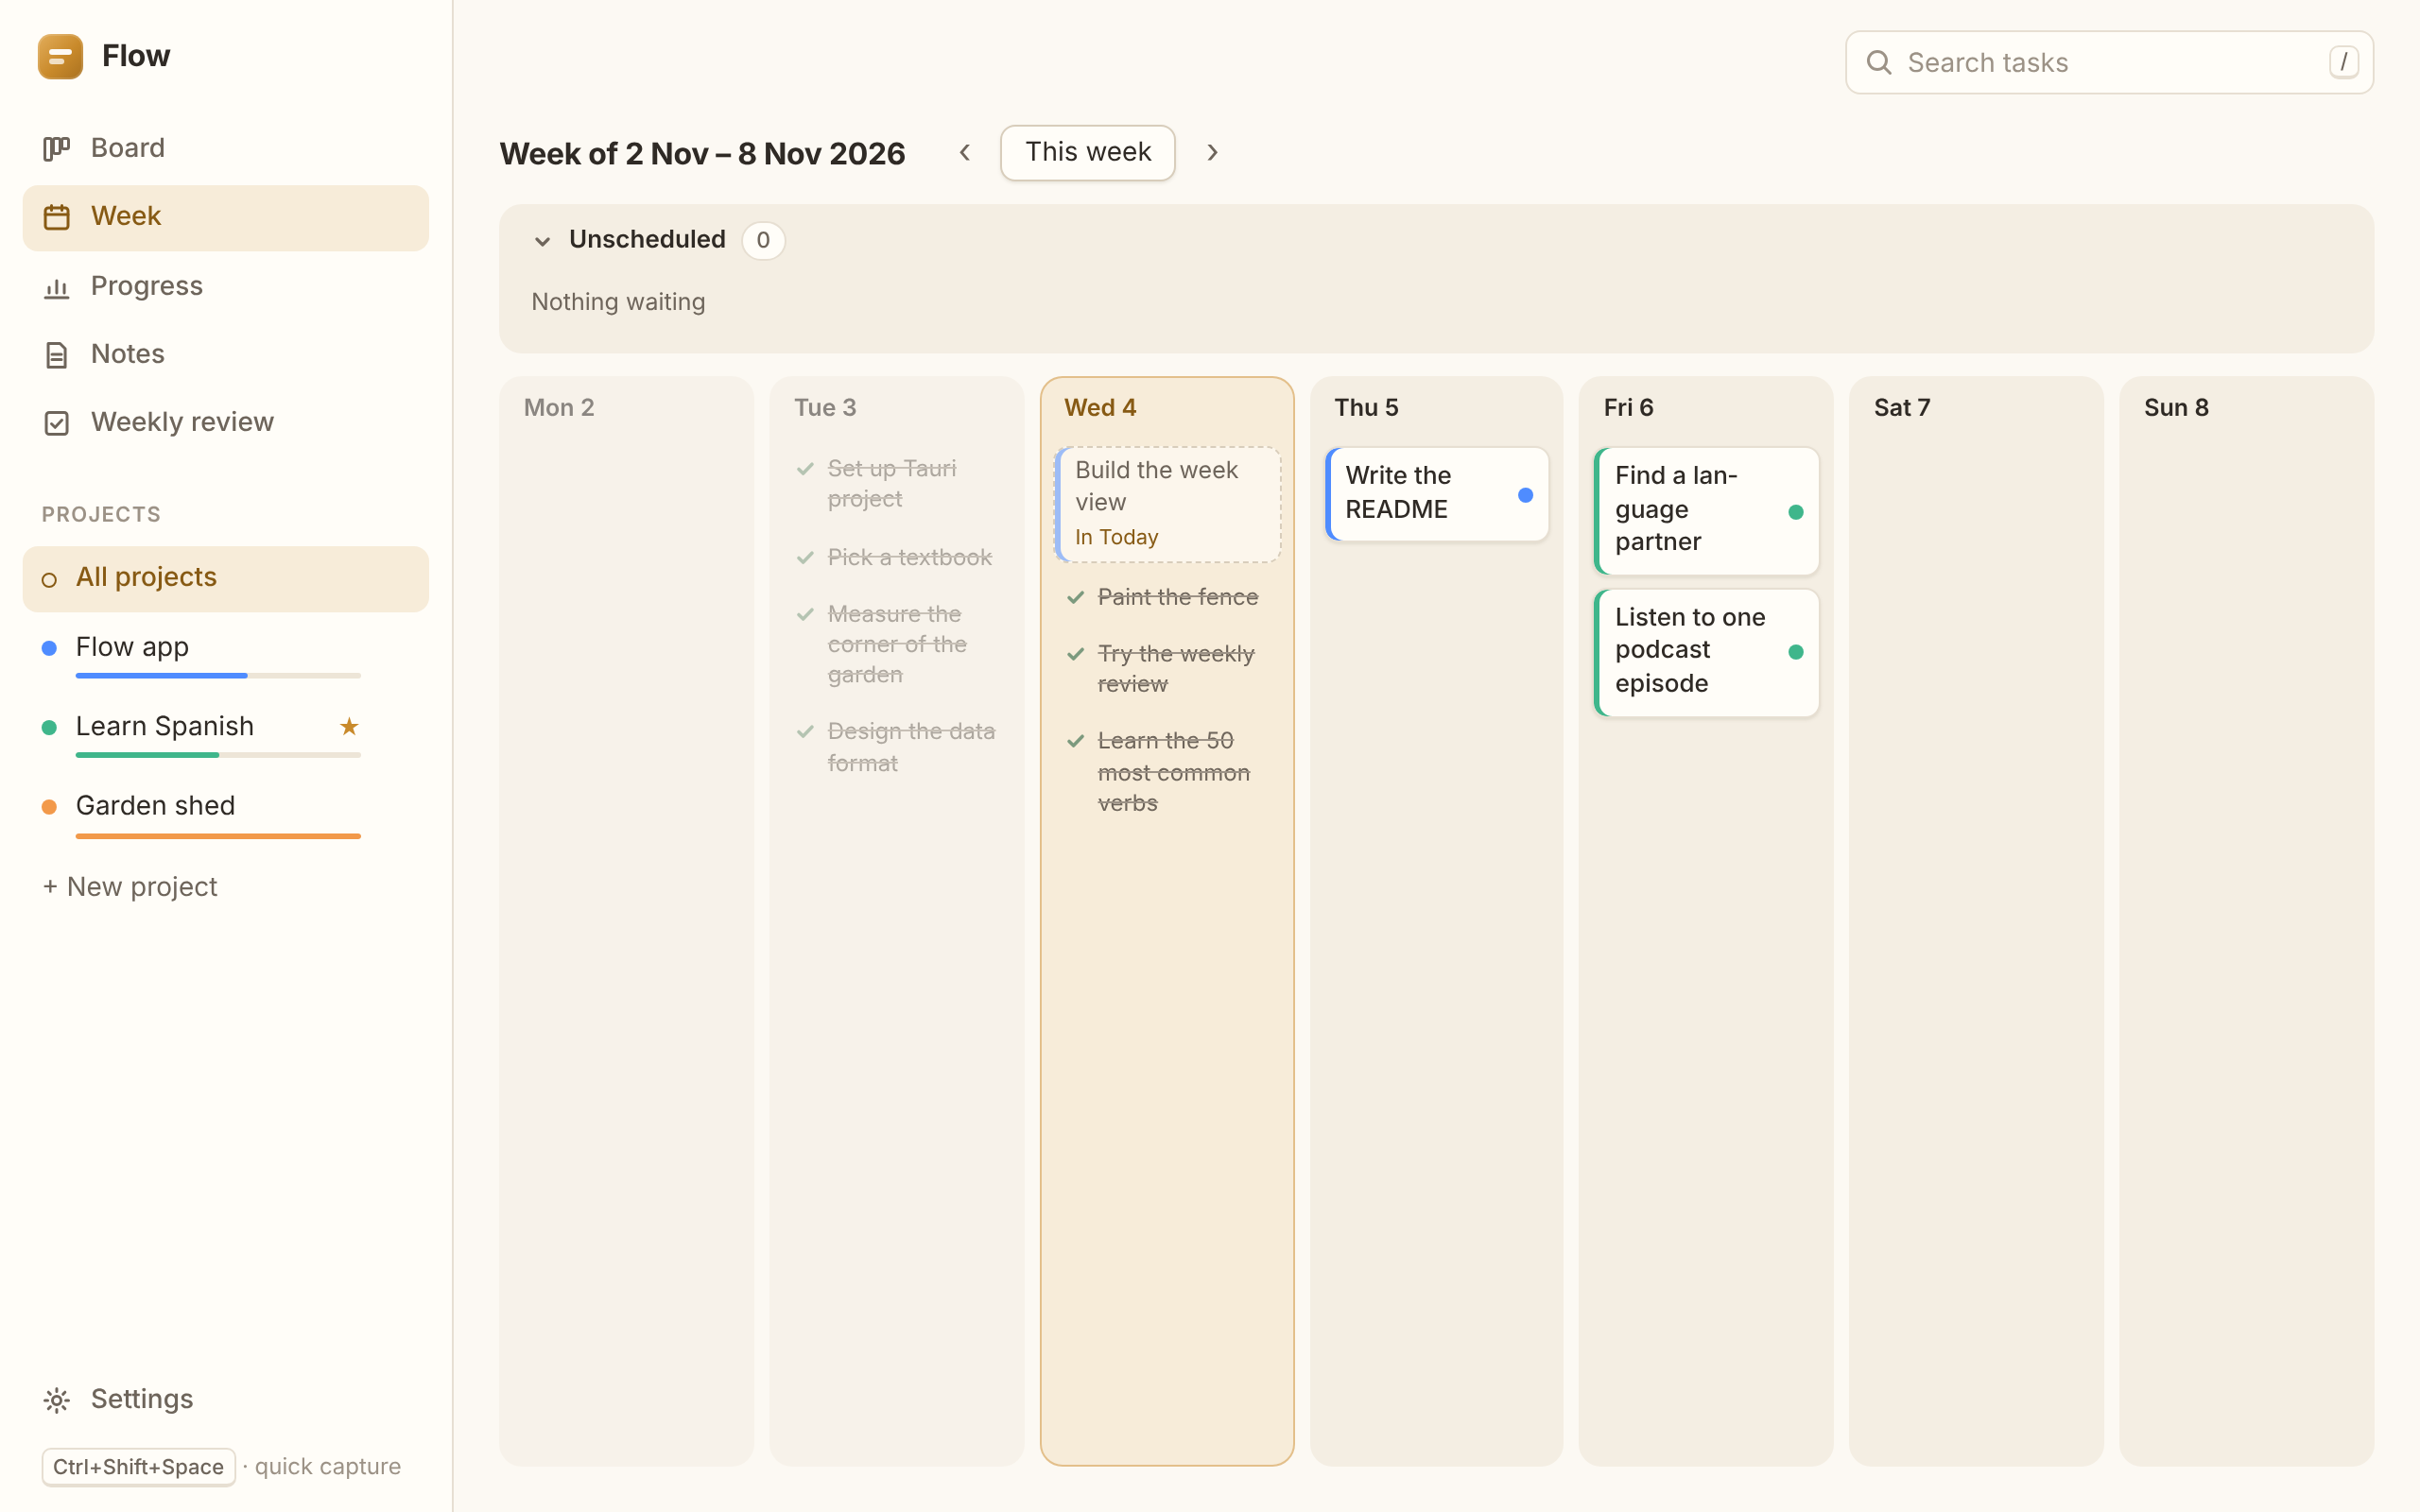 Flow
Board
Week
Progress
Notes
Weekly review
PROJECTS
All projects
Flow app
Learn Spanish ★
Garden shed
+ New project
Settings
Ctrl+Shift+Space · quick capture
Search tasks /
Week of 2 Nov – 8 Nov 2026 ‹ This week ›
Unscheduled 0
Nothing waiting
Mon 2
Tue 3
Set up Tauri
project
Pick a textbook
Measure the
corner of the
garden
Design the data
format
Wed 4
Build the week
view
In Today
Paint the fence
Try the weekly
review
Learn the 50
most common
verbs
Thu 5
Write the
README
Fri 6
Find a lan-
guage
partner
Listen to one
podcast
episode
Sat 7
Sun 8